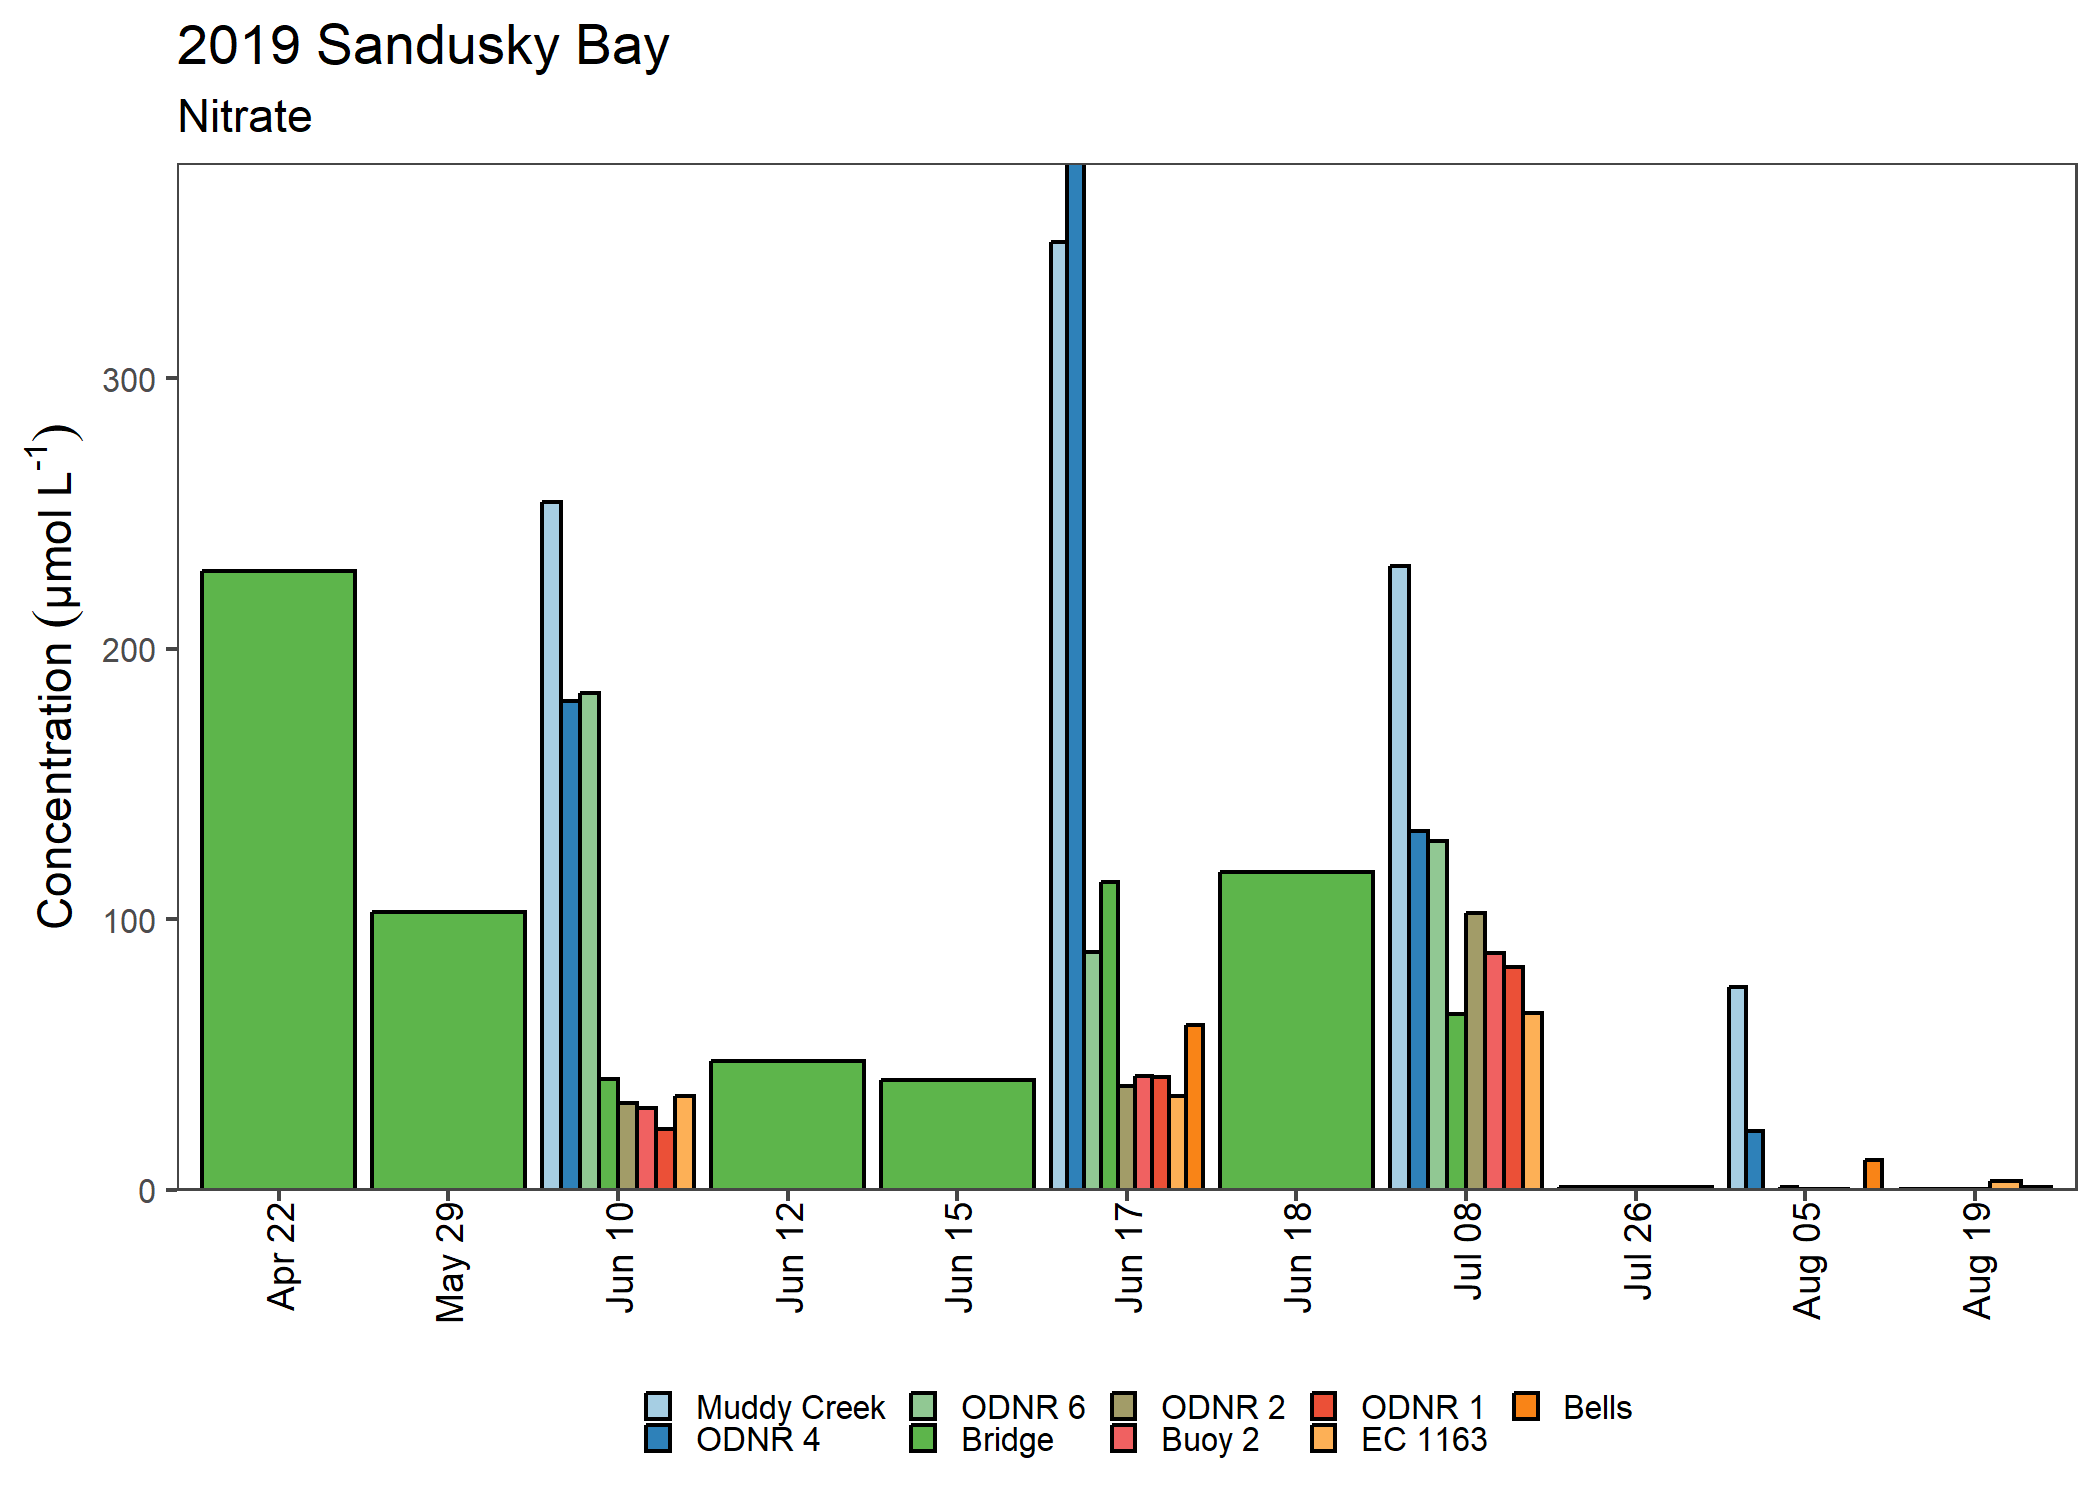 2019 Sandusky Bay
Nitrate
Concentration (µmol L⁻¹)
300
200
100
0
Apr 22
May 29
Jun 10
Jun 12
Jun 15
Jun 17
Jun 18
Jul 08
Jul 26
Aug 05
Aug 19
Muddy Creek ODNR 6 ODNR 2 ODNR 1 Bells
ODNR 4 Bridge Buoy 2 EC 1163